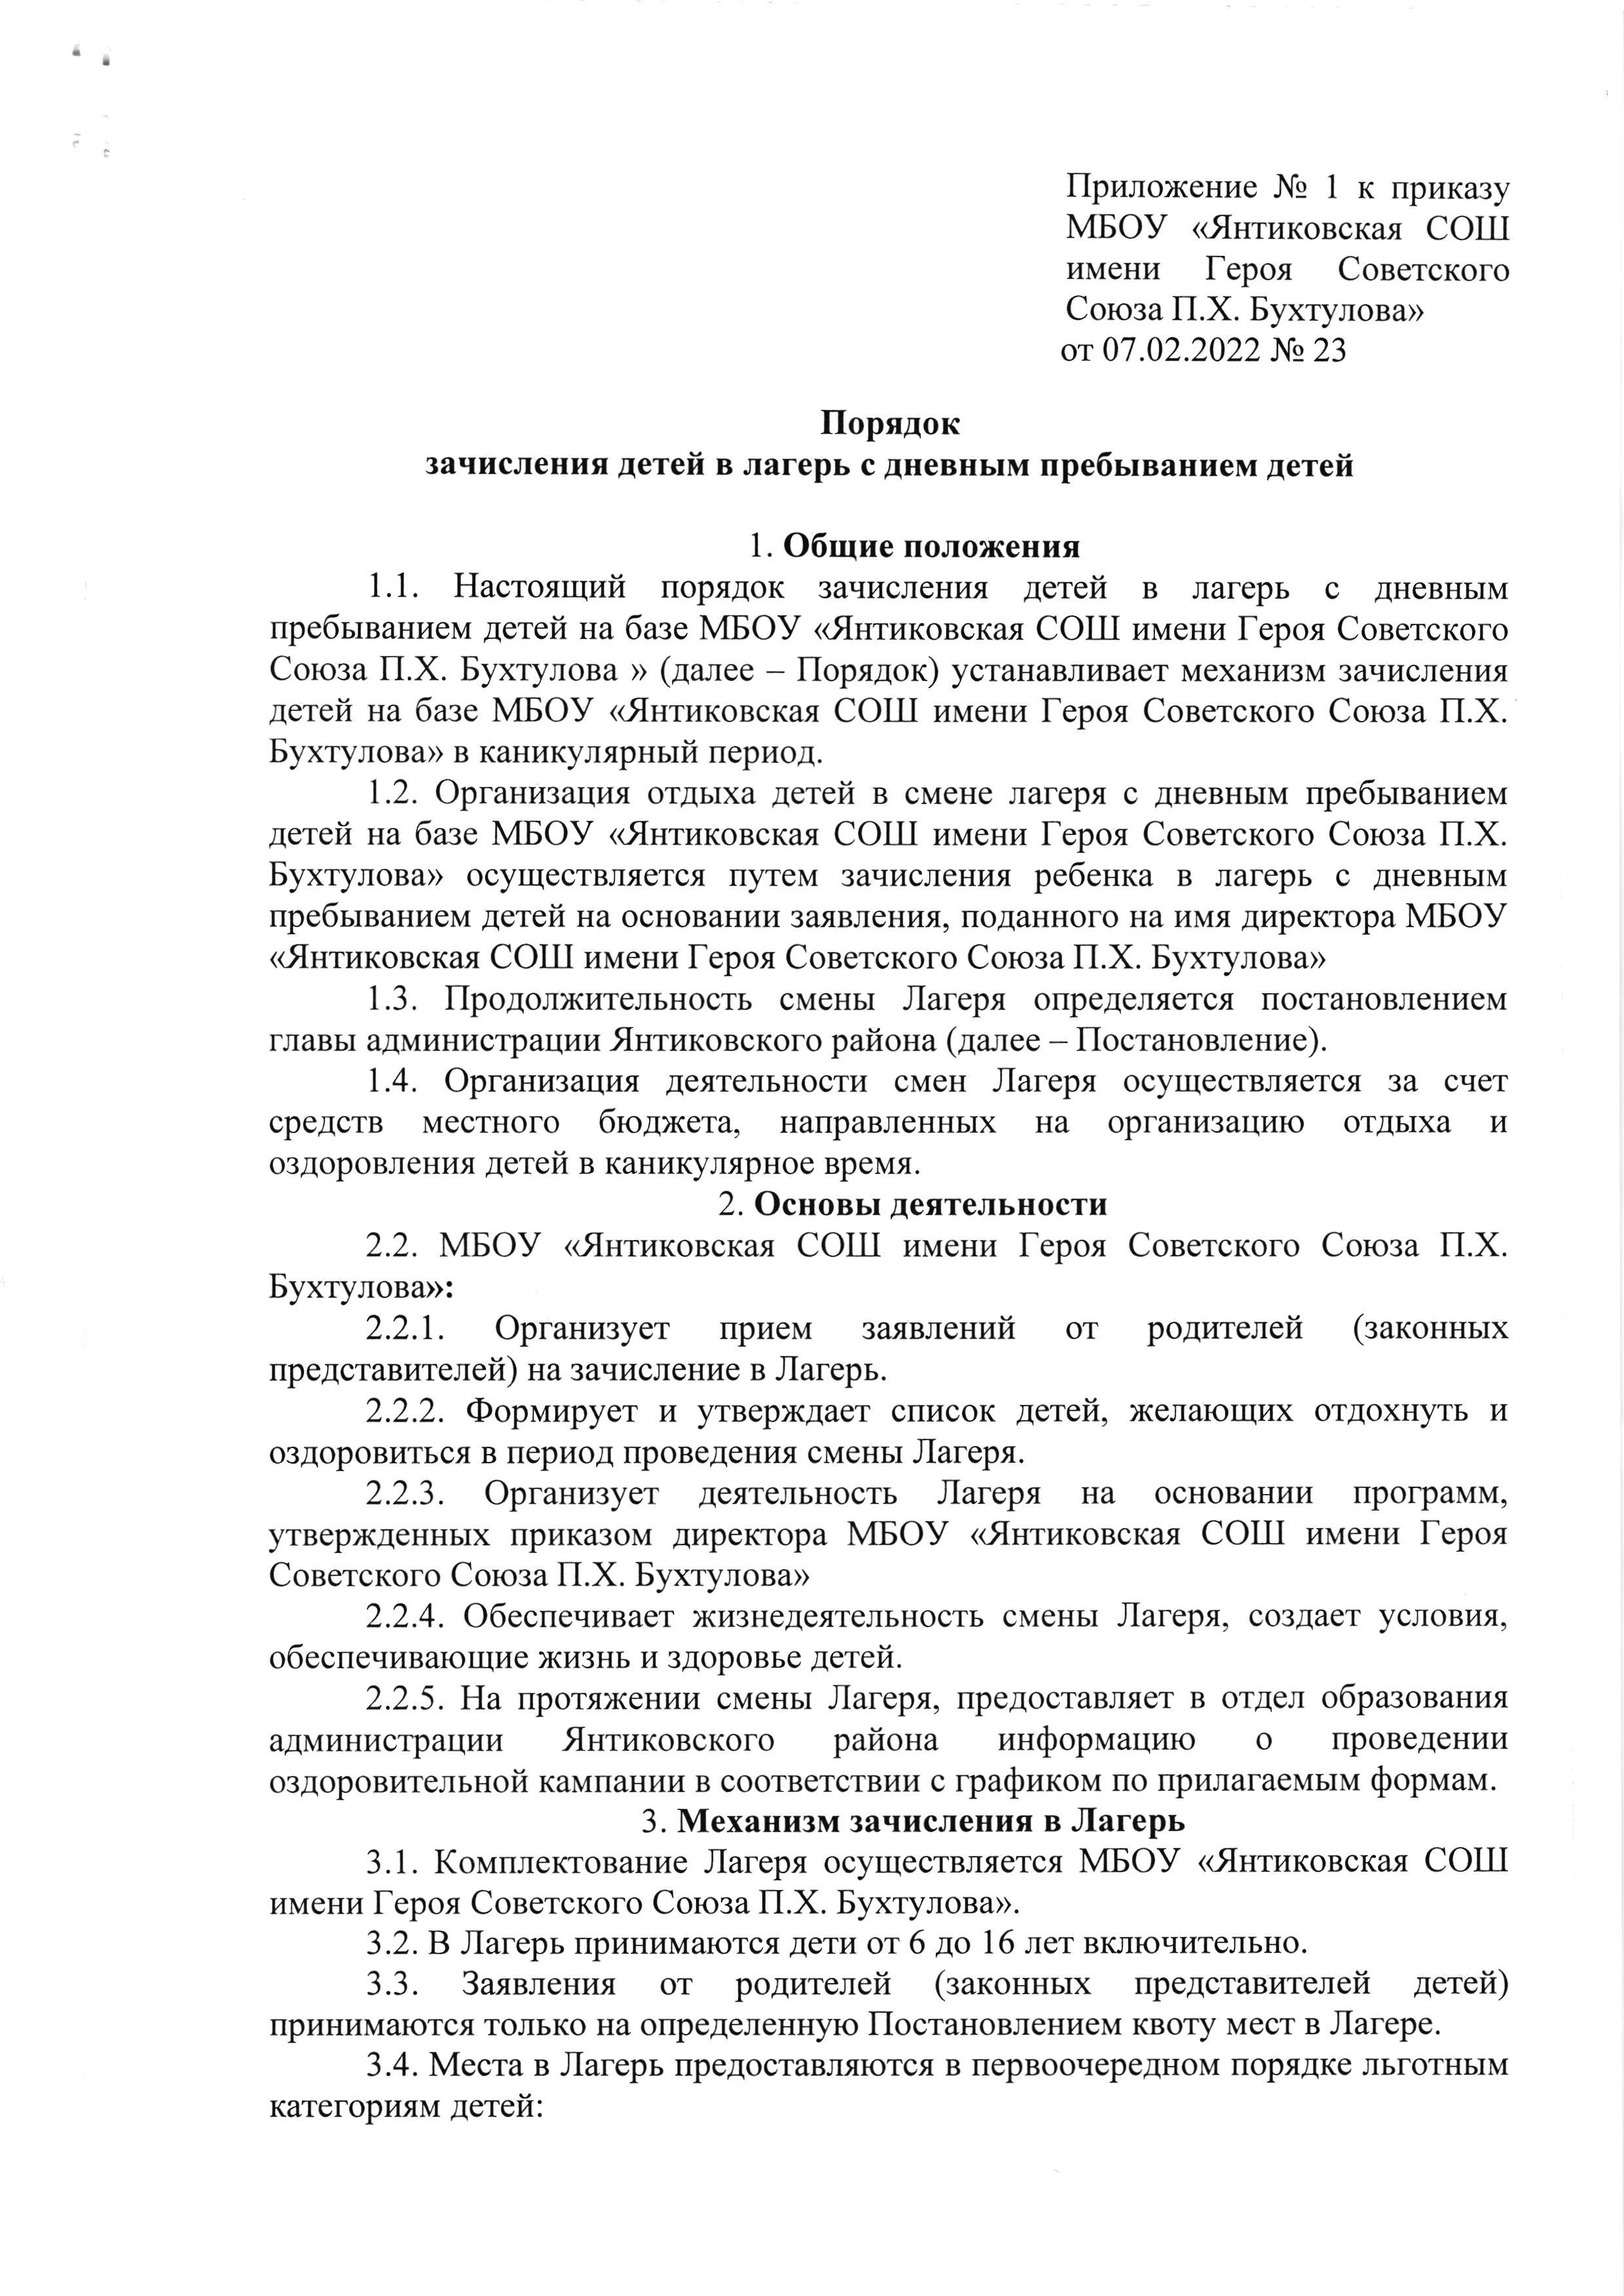 Приложение № 1 к приказу
МБОУ «Янтиковская СОШ
имени Героя Советского
Союза П.Х. Бухтулова»
от 07.02.2022 № 23
Порядок
зачисления детей в лагерь с дневным пребыванием детей
1. Общие положения
1.1. Настоящий порядок зачисления детей в лагерь с дневным
пребыванием детей на базе МБОУ «Янтиковская СОШ имени Героя Советского
Союза П.Х. Бухтулова » (далее – Порядок) устанавливает механизм зачисления
детей на базе МБОУ «Янтиковская СОШ имени Героя Советского Союза П.Х.
Бухтулова» в каникулярный период.
1.2. Организация отдыха детей в смене лагеря с дневным пребыванием
детей на базе МБОУ «Янтиковская СОШ имени Героя Советского Союза П.Х.
Бухтулова» осуществляется путем зачисления ребенка в лагерь с дневным
пребыванием детей на основании заявления, поданного на имя директора МБОУ
«Янтиковская СОШ имени Героя Советского Союза П.Х. Бухтулова»
1.3. Продолжительность смены Лагеря определяется постановлением
главы администрации Янтиковского района (далее – Постановление).
1.4. Организация деятельности смен Лагеря осуществляется за счет
средств местного бюджета, направленных на организацию отдыха и
оздоровления детей в каникулярное время.
2. Основы деятельности
2.2. МБОУ «Янтиковская СОШ имени Героя Советского Союза П.Х.
Бухтулова»:
2.2.1. Организует прием заявлений от родителей (законных
представителей) на зачисление в Лагерь.
2.2.2. Формирует и утверждает список детей, желающих отдохнуть и
оздоровиться в период проведения смены Лагеря.
2.2.3. Организует деятельность Лагеря на основании программ,
утвержденных приказом директора МБОУ «Янтиковская СОШ имени Героя
Советского Союза П.Х. Бухтулова»
2.2.4. Обеспечивает жизнедеятельность смены Лагеря, создает условия,
обеспечивающие жизнь и здоровье детей.
2.2.5. На протяжении смены Лагеря, предоставляет в отдел образования
администрации Янтиковского района информацию о проведении
оздоровительной кампании в соответствии с графиком по прилагаемым формам.
3. Механизм зачисления в Лагерь
3.1. Комплектование Лагеря осуществляется МБОУ «Янтиковская СОШ
имени Героя Советского Союза П.Х. Бухтулова».
3.2. В Лагерь принимаются дети от 6 до 16 лет включительно.
3.3. Заявления от родителей (законных представителей детей)
принимаются только на определенную Постановлением квоту мест в Лагере.
3.4. Места в Лагерь предоставляются в первоочередном порядке льготным
категориям детей: